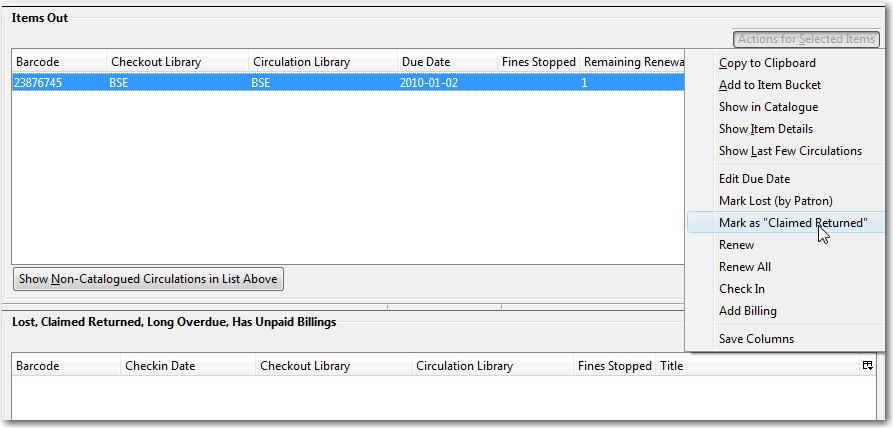 Items Out
Actions for Selected Items
Barcode Checkout Library Circulation Library Due Date Fines Stopped Remaining Renewa
23876745 BSE BSE 2010-01-02 1
Copy to Clipboard
Add to Item Bucket
Show in Catalogue
Show Item Details
Show Last Few Circulations
Edit Due Date
Mark Lost (by Patron)
Mark as "Claimed Returned"
Renew
Renew All
Check In
Add Billing
Save Columns
Show Non-Catalogued Circulations in List Above
Lost, Claimed Returned, Long Overdue, Has Unpaid Billings
Barcode Checkin Date Checkout Library Circulation Library Fines Stopped Title